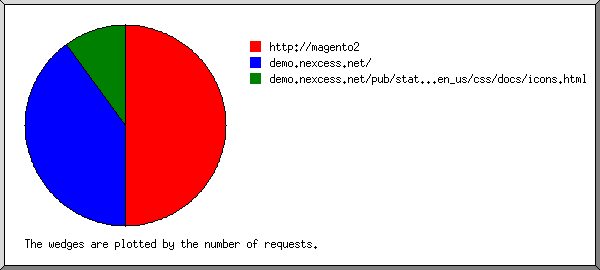 http://magento2
demo.nexcess.net/
demo.nexcess.net/pub/stat...en_us/css/docs/icons.html
The wedges are plotted by the number of requests.